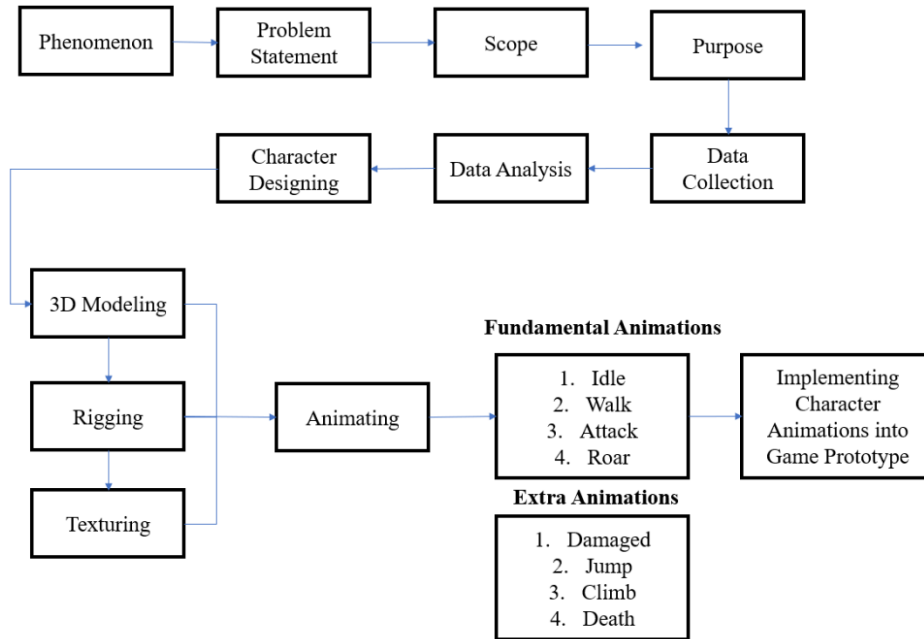 Phenomenon
Problem
Statement
Scope
Purpose
Character
Designing
Data Analysis
Data
Collection
3D Modeling
Rigging
Texturing
Animating
Fundamental Animations
1. Idle
2. Walk
3. Attack
4. Roar
Implementing
Character
Animations into
Game Prototype
Extra Animations
1. Damaged
2. Jump
3. Climb
4. Death